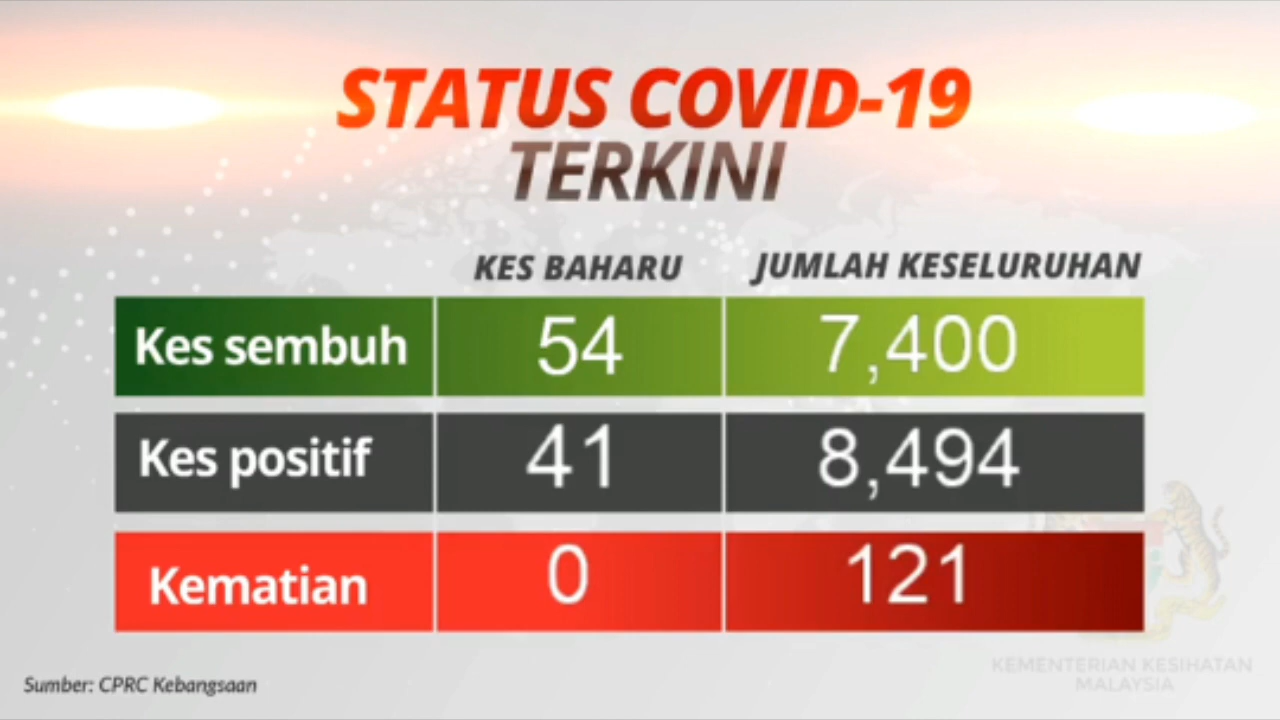 STATUS COVID-19
TERKINI
KES BAHARU JUMLAH KESELURUHAN
Kes sembuh 54 7,400
Kes positif 41 8,494
Kematian 0 121
Sumber: CPRC Kebangsaan
KEMENTERIAN KESIHATAN
MALAYSIA